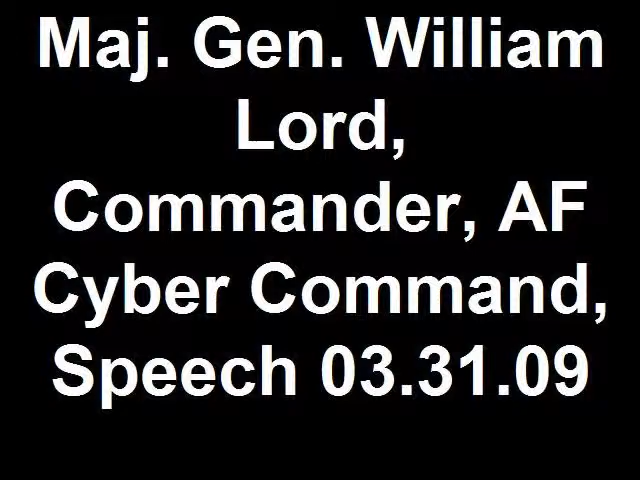 Maj. Gen. William
Lord,
Commander, AF
Cyber Command,
Speech 03.31.09